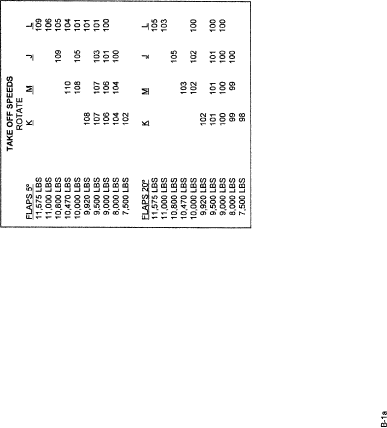 TAKE OFF SPEEDS
ROTATE
FLAPS 5° K M J L
11,575 LBS 109
11,000 LBS 106
10,800 LBS 109 105
10,470 LBS 110 104
10,000 LBS 108 105 101
9,920 LBS 108 101
9,500 LBS 107 107 103 101
9,000 LBS 106 106 101 100
8,000 LBS 104 104 100
7,500 LBS 102
FLAPS 20° K M J L
11,575 LBS 105
11,000 LBS 103
10,800 LBS 105
10,470 LBS 103
10,000 LBS 102 102 100
9,920 LBS 102
9,500 LBS 101 101 101 100
9,000 LBS 100 100 100 100
8,000 LBS 99 99 100
7,500 LBS 98
B-1a